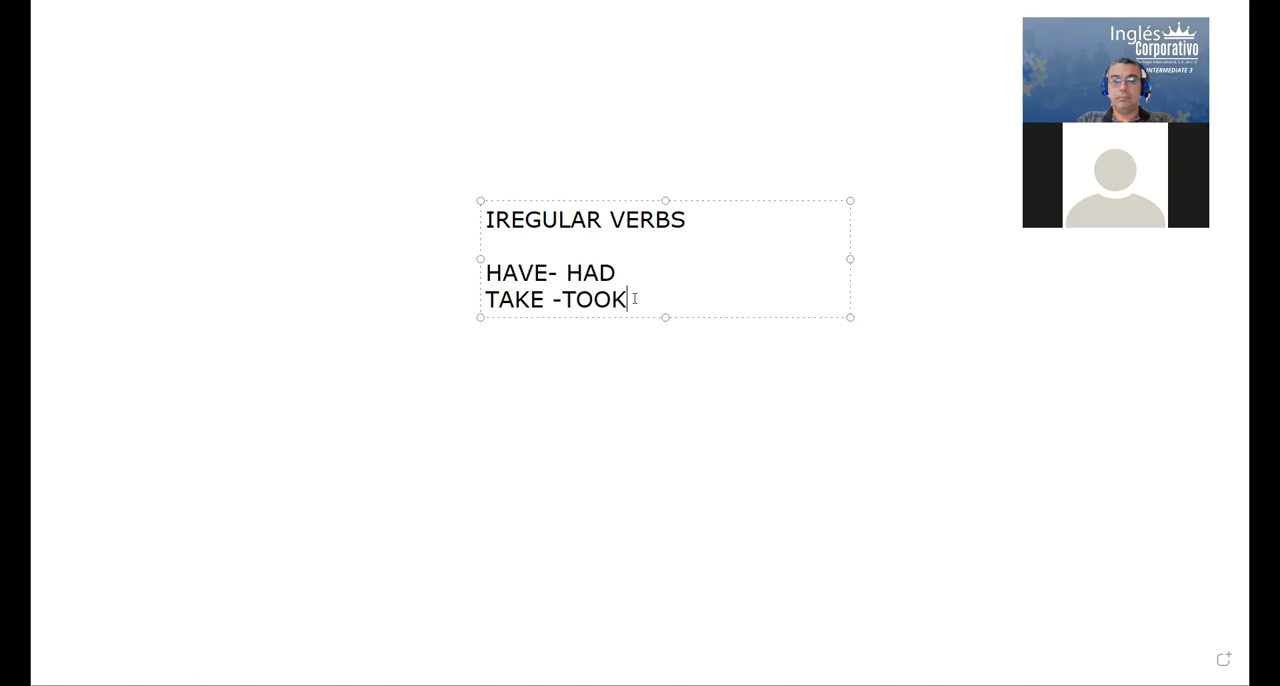 Inglés
Corporativo
INTERMEDIATE 3
IREGULAR VERBS
HAVE- HAD
TAKE -TOOK